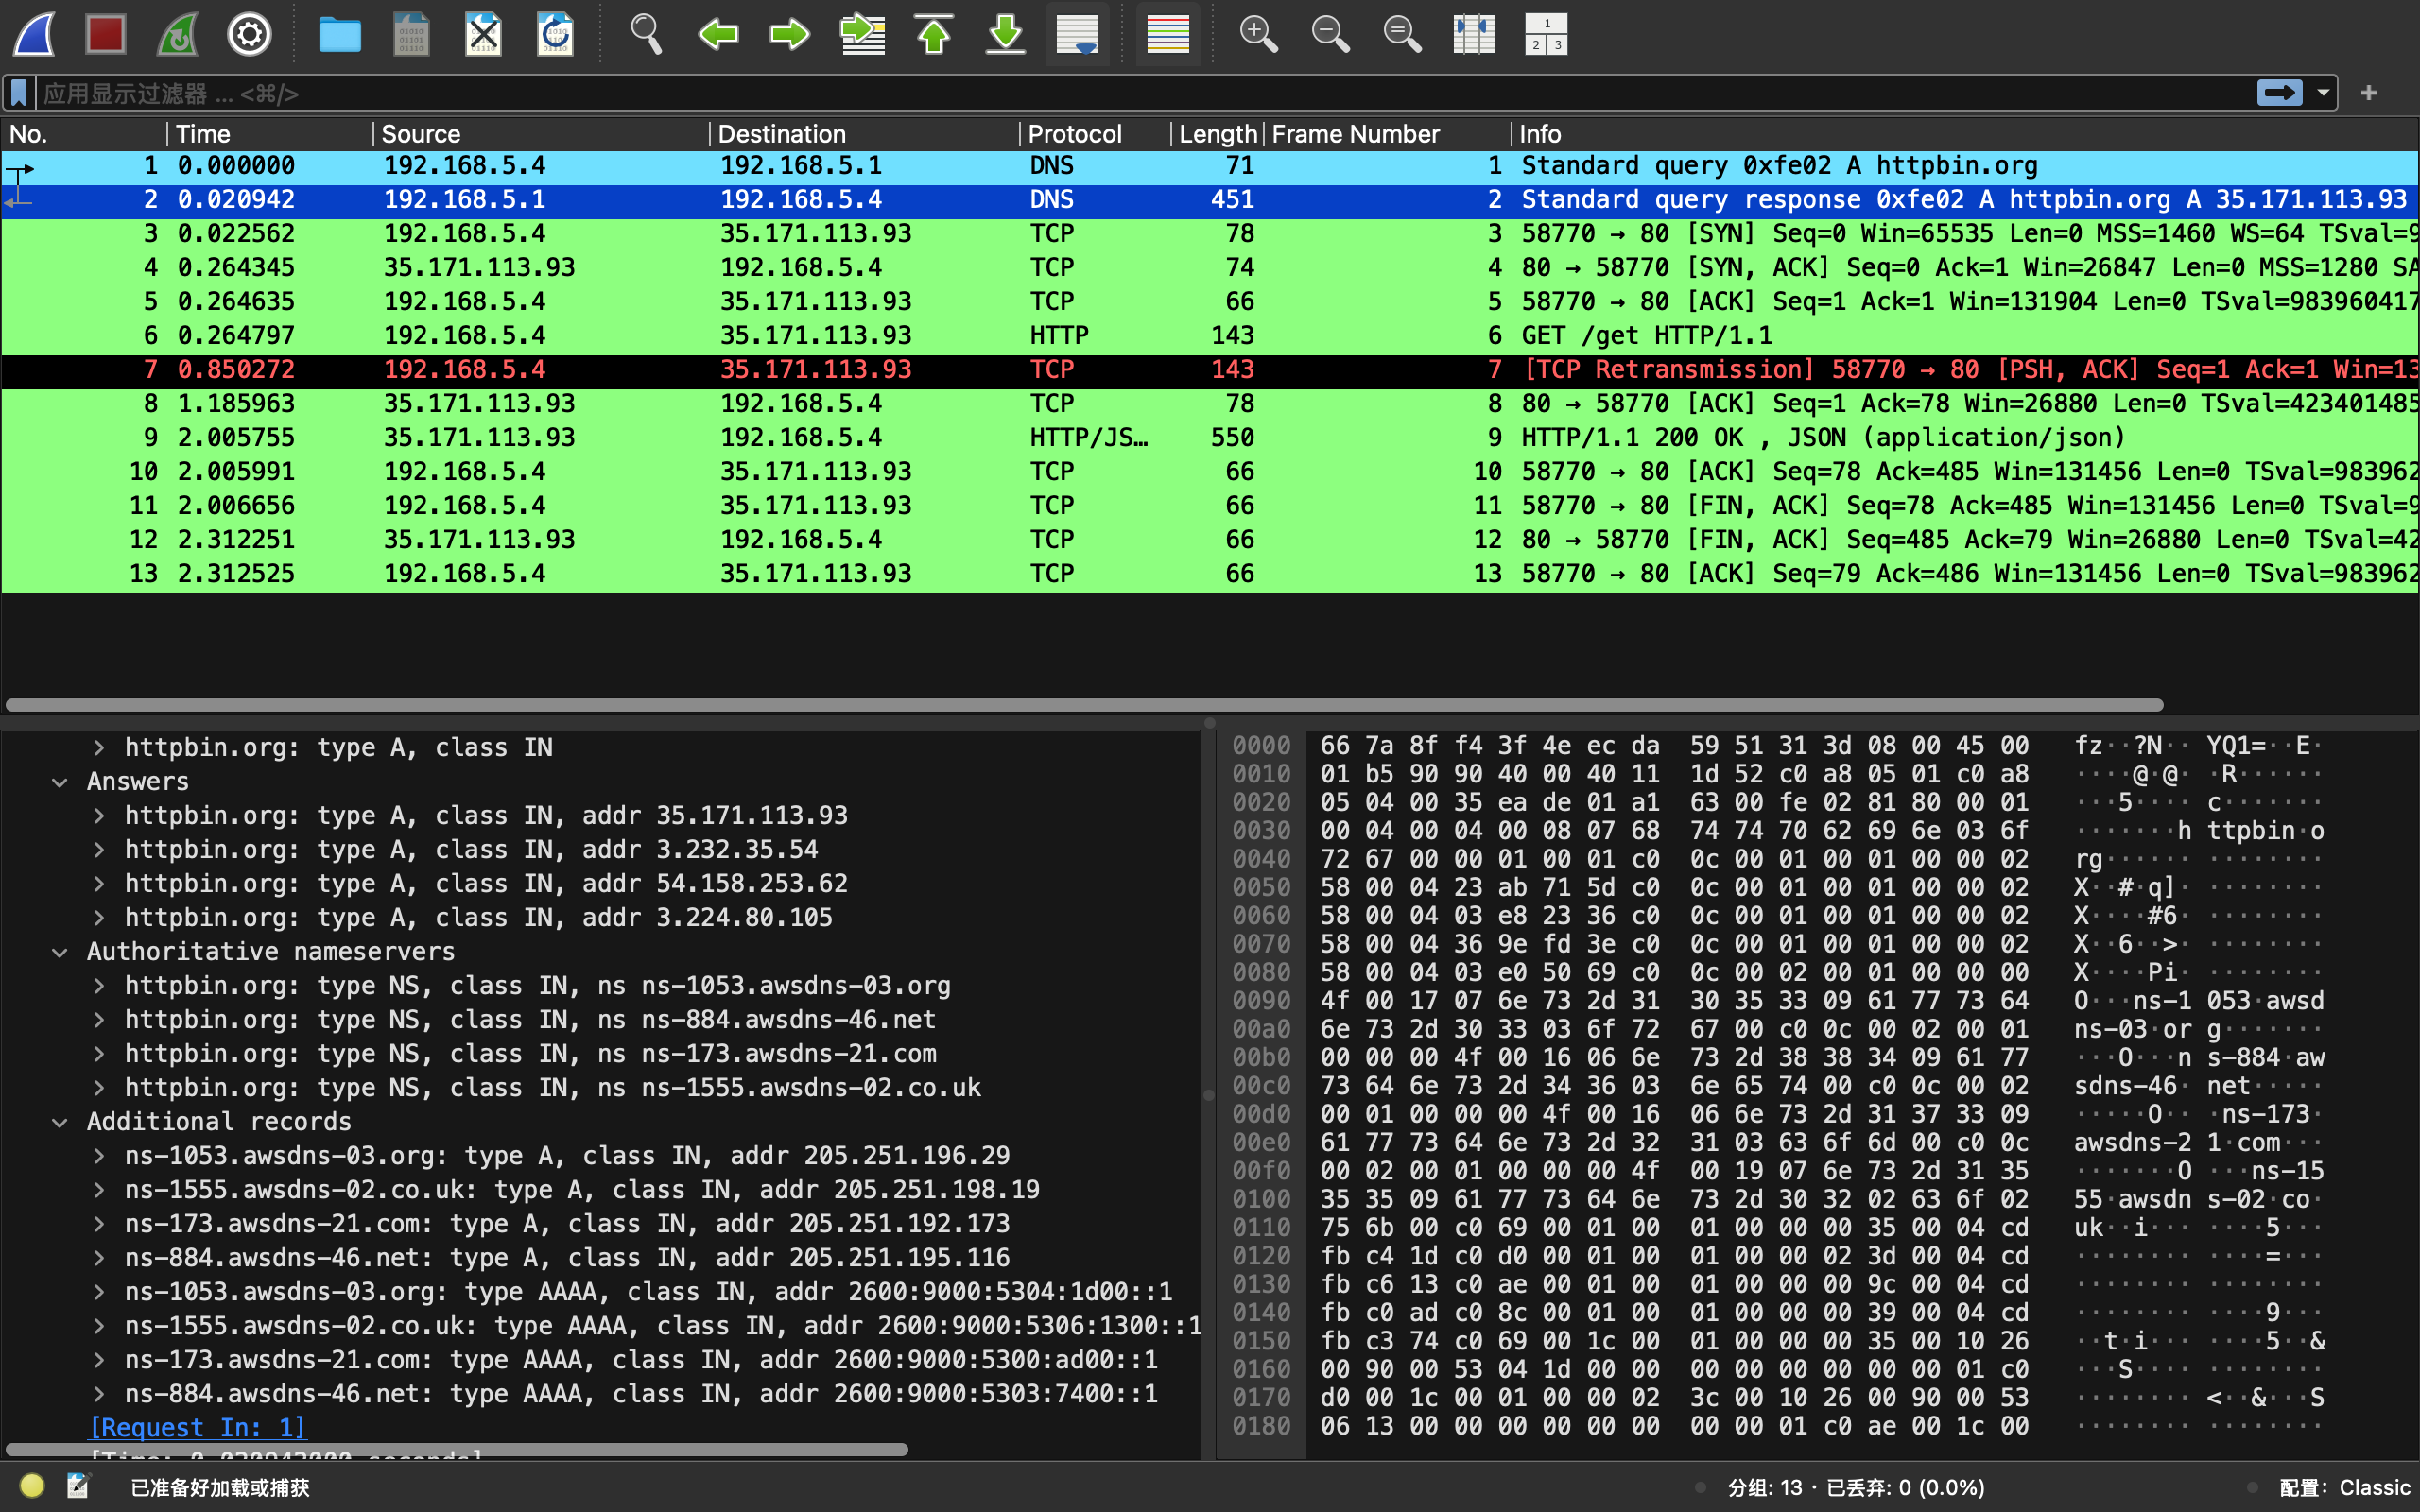 应用显示过滤器 … <⌘/>
No. Time Source Destination Protocol Length Frame Number Info
1 0.000000 192.168.5.4 192.168.5.1 DNS 71 1 Standard query 0xfe02 A httpbin.org
2 0.020942 192.168.5.1 192.168.5.4 DNS 451 2 Standard query response 0xfe02 A httpbin.org A 35.171.113.93
3 0.022562 192.168.5.4 35.171.113.93 TCP 78 3 58770 → 80 [SYN] Seq=0 Win=65535 Len=0 MSS=1460 WS=64 TSval=9
4 0.264345 35.171.113.93 192.168.5.4 TCP 74 4 80 → 58770 [SYN, ACK] Seq=0 Ack=1 Win=26847 Len=0 MSS=1280 SA
5 0.264635 192.168.5.4 35.171.113.93 TCP 66 5 58770 → 80 [ACK] Seq=1 Ack=1 Win=131904 Len=0 TSval=983960417
6 0.264797 192.168.5.4 35.171.113.93 HTTP 143 6 GET /get HTTP/1.1
7 0.850272 192.168.5.4 35.171.113.93 TCP 143 7 [TCP Retransmission] 58770 → 80 [PSH, ACK] Seq=1 Ack=1 Win=13
8 1.185963 35.171.113.93 192.168.5.4 TCP 78 8 80 → 58770 [ACK] Seq=1 Ack=78 Win=26880 Len=0 TSval=423401485
9 2.005755 35.171.113.93 192.168.5.4 HTTP/JS… 550 9 HTTP/1.1 200 OK , JSON (application/json)
10 2.005991 192.168.5.4 35.171.113.93 TCP 66 10 58770 → 80 [ACK] Seq=78 Ack=485 Win=131456 Len=0 TSval=983962
11 2.006656 192.168.5.4 35.171.113.93 TCP 66 11 58770 → 80 [FIN, ACK] Seq=78 Ack=485 Win=131456 Len=0 TSval=9
12 2.312251 35.171.113.93 192.168.5.4 TCP 66 12 80 → 58770 [FIN, ACK] Seq=485 Ack=79 Win=26880 Len=0 TSval=42
13 2.312525 192.168.5.4 35.171.113.93 TCP 66 13 58770 → 80 [ACK] Seq=79 Ack=486 Win=131456 Len=0 TSval=983962
httpbin.org: type A, class IN
Answers
httpbin.org: type A, class IN, addr 35.171.113.93
httpbin.org: type A, class IN, addr 3.232.35.54
httpbin.org: type A, class IN, addr 54.158.253.62
httpbin.org: type A, class IN, addr 3.224.80.105
Authoritative nameservers
httpbin.org: type NS, class IN, ns ns-1053.awsdns-03.org
httpbin.org: type NS, class IN, ns ns-884.awsdns-46.net
httpbin.org: type NS, class IN, ns ns-173.awsdns-21.com
httpbin.org: type NS, class IN, ns ns-1555.awsdns-02.co.uk
Additional records
ns-1053.awsdns-03.org: type A, class IN, addr 205.251.196.29
ns-1555.awsdns-02.co.uk: type A, class IN, addr 205.251.198.19
ns-173.awsdns-21.com: type A, class IN, addr 205.251.192.173
ns-884.awsdns-46.net: type A, class IN, addr 205.251.195.116
ns-1053.awsdns-03.org: type AAAA, class IN, addr 2600:9000:5304:1d00::1
ns-1555.awsdns-02.co.uk: type AAAA, class IN, addr 2600:9000:5306:1300::1
ns-173.awsdns-21.com: type AAAA, class IN, addr 2600:9000:5300:ad00::1
ns-884.awsdns-46.net: type AAAA, class IN, addr 2600:9000:5303:7400::1
[Request In: 1]
[Time: 0.020942000 seconds]
0000 66 7a 8f f4 3f 4e ec da 59 51 31 3d 08 00 45 00 fz··?N·· YQ1=··E·
0010 01 b5 90 90 40 00 40 11 1d 52 c0 a8 05 01 c0 a8 ····@·@· ·R······
0020 05 04 00 35 ea de 01 a1 63 00 fe 02 81 80 00 01 ···5···· c·······
0030 00 04 00 04 00 08 07 68 74 74 70 62 69 6e 03 6f ·······h ttpbin·o
0040 72 67 00 00 01 00 01 c0 0c 00 01 00 01 00 00 02 rg······ ········
0050 58 00 04 23 ab 71 5d c0 0c 00 01 00 01 00 00 02 X··#·q]· ········
0060 58 00 04 03 e8 23 36 c0 0c 00 01 00 01 00 00 02 X····#6· ········
0070 58 00 04 36 9e fd 3e c0 0c 00 01 00 01 00 00 02 X··6··>· ········
0080 58 00 04 03 e0 50 69 c0 0c 00 02 00 01 00 00 00 X····Pi· ········
0090 4f 00 17 07 6e 73 2d 31 30 35 33 09 61 77 73 64 O···ns-1 053·awsd
00a0 6e 73 2d 30 33 03 6f 72 67 00 c0 0c 00 02 00 01 ns-03·or g·······
00b0 00 00 00 4f 00 16 06 6e 73 2d 38 38 34 09 61 77 ···O···n s-884·aw
00c0 73 64 6e 73 2d 34 36 03 6e 65 74 00 c0 0c 00 02 sdns-46· net·····
00d0 00 01 00 00 00 4f 00 16 06 6e 73 2d 31 37 33 09 ·····O·· ·ns-173·
00e0 61 77 73 64 6e 73 2d 32 31 03 63 6f 6d 00 c0 0c awsdns-2 1·com···
00f0 00 02 00 01 00 00 00 4f 00 19 07 6e 73 2d 31 35 ·······O ···ns-15
0100 35 35 09 61 77 73 64 6e 73 2d 30 32 02 63 6f 02 55·awsdn s-02·co·
0110 75 6b 00 c0 69 00 01 00 01 00 00 00 35 00 04 cd uk··i··· ····5···
0120 fb c4 1d c0 d0 00 01 00 01 00 00 02 3d 00 04 cd ········ ····=···
0130 fb c6 13 c0 ae 00 01 00 01 00 00 00 9c 00 04 cd ········ ········
0140 fb c0 ad c0 8c 00 01 00 01 00 00 00 39 00 04 cd ········ ····9···
0150 fb c3 74 c0 69 00 1c 00 01 00 00 00 35 00 10 26 ··t·i··· ····5··&
0160 00 90 00 53 04 1d 00 00 00 00 00 00 00 00 01 c0 ···S···· ········
0170 d0 00 1c 00 01 00 00 02 3c 00 10 26 00 90 00 53 ········ <··&···S
0180 06 13 00 00 00 00 00 00 00 00 01 c0 ae 00 1c 00 ········ ········
已准备好加载或捕获
分组: 13 · 已丢弃: 0 (0.0%)
配置: Classic